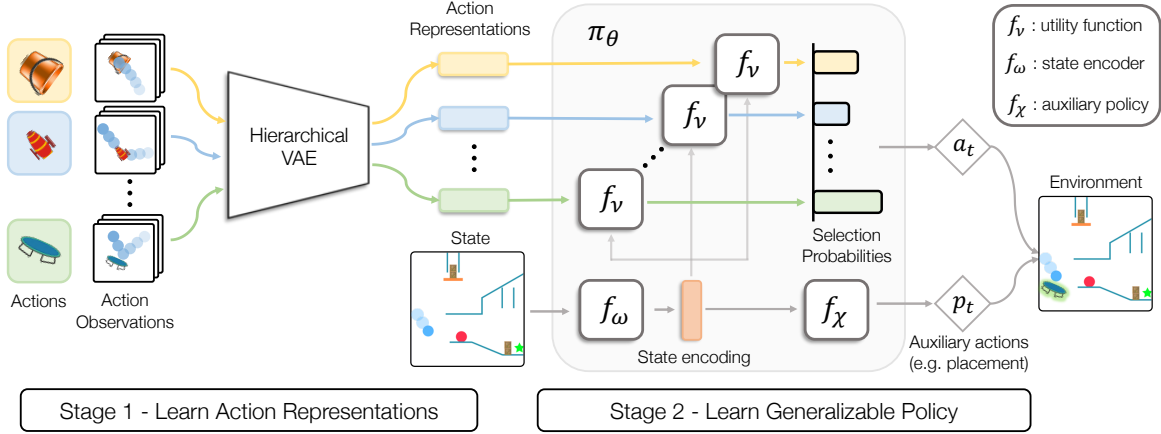 Action
Representations
π_θ
f_ν : utility function
f_ω : state encoder
f_χ : auxiliary policy
f_ν
f_ν
f_ν
Hierarchical
VAE
a_t
Environment
State
Selection
Probabilities
Actions
Action
Observations
f_ω
f_χ
p_t
State encoding
Auxiliary actions
(e.g. placement)
Stage 1 - Learn Action Representations
Stage 2 - Learn Generalizable Policy